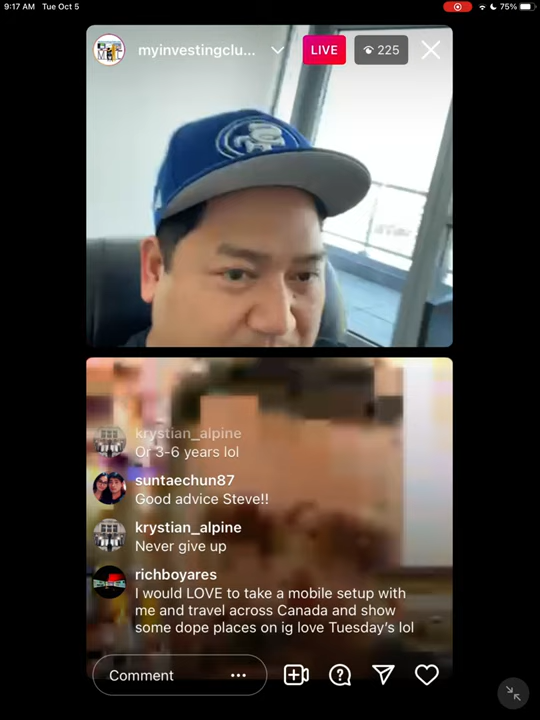 9:17 AM Tue Oct 5
75%
myinvestingclu...
LIVE
225
krystian_alpine
Or 3-6 years lol
suntaechun87
Good advice Steve!!
krystian_alpine
Never give up
richboyares
I would LOVE to take a mobile setup with
me and travel across Canada and show
some dope places on ig love Tuesday's lol
Comment